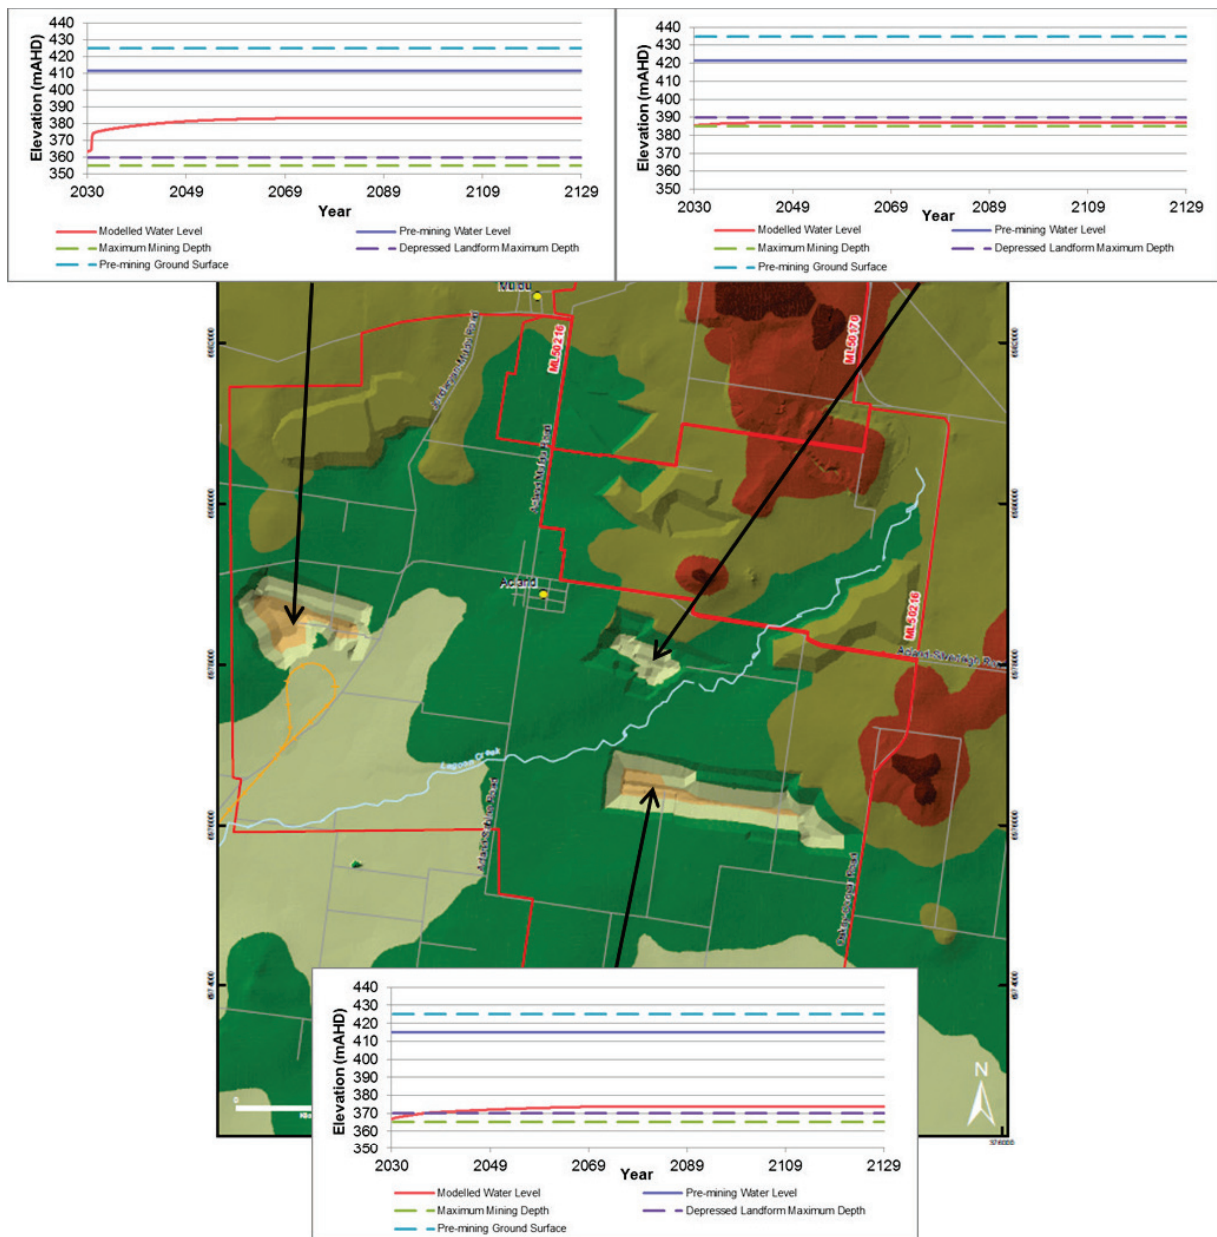 440
430
420
410
400
390
380
370
360
350
Elevation (mAHD)
2030 2049 2069 2089 2109 2129
Year
Modelled Water Level Pre-mining Water Level
Maximum Mining Depth Depressed Landform Maximum Depth
Pre-mining Ground Surface
440
430
420
410
400
390
380
370
360
350
Elevation (mAHD)
2030 2049 2069 2089 2109 2129
Year
Modelled Water Level Pre-mining Water Level
Maximum Mining Depth Depressed Landform Maximum Depth
Pre-mining Ground Surface
ML50216
ML50170
Acland
ML50216
Lagoon Creek
N
440
430
420
410
400
390
380
370
360
350
Elevation (mAHD)
2030 2049 2069 2089 2109 2129
Year
Modelled Water Level Pre-mining Water Level
Maximum Mining Depth Depressed Landform Maximum Depth
Pre-mining Ground Surface